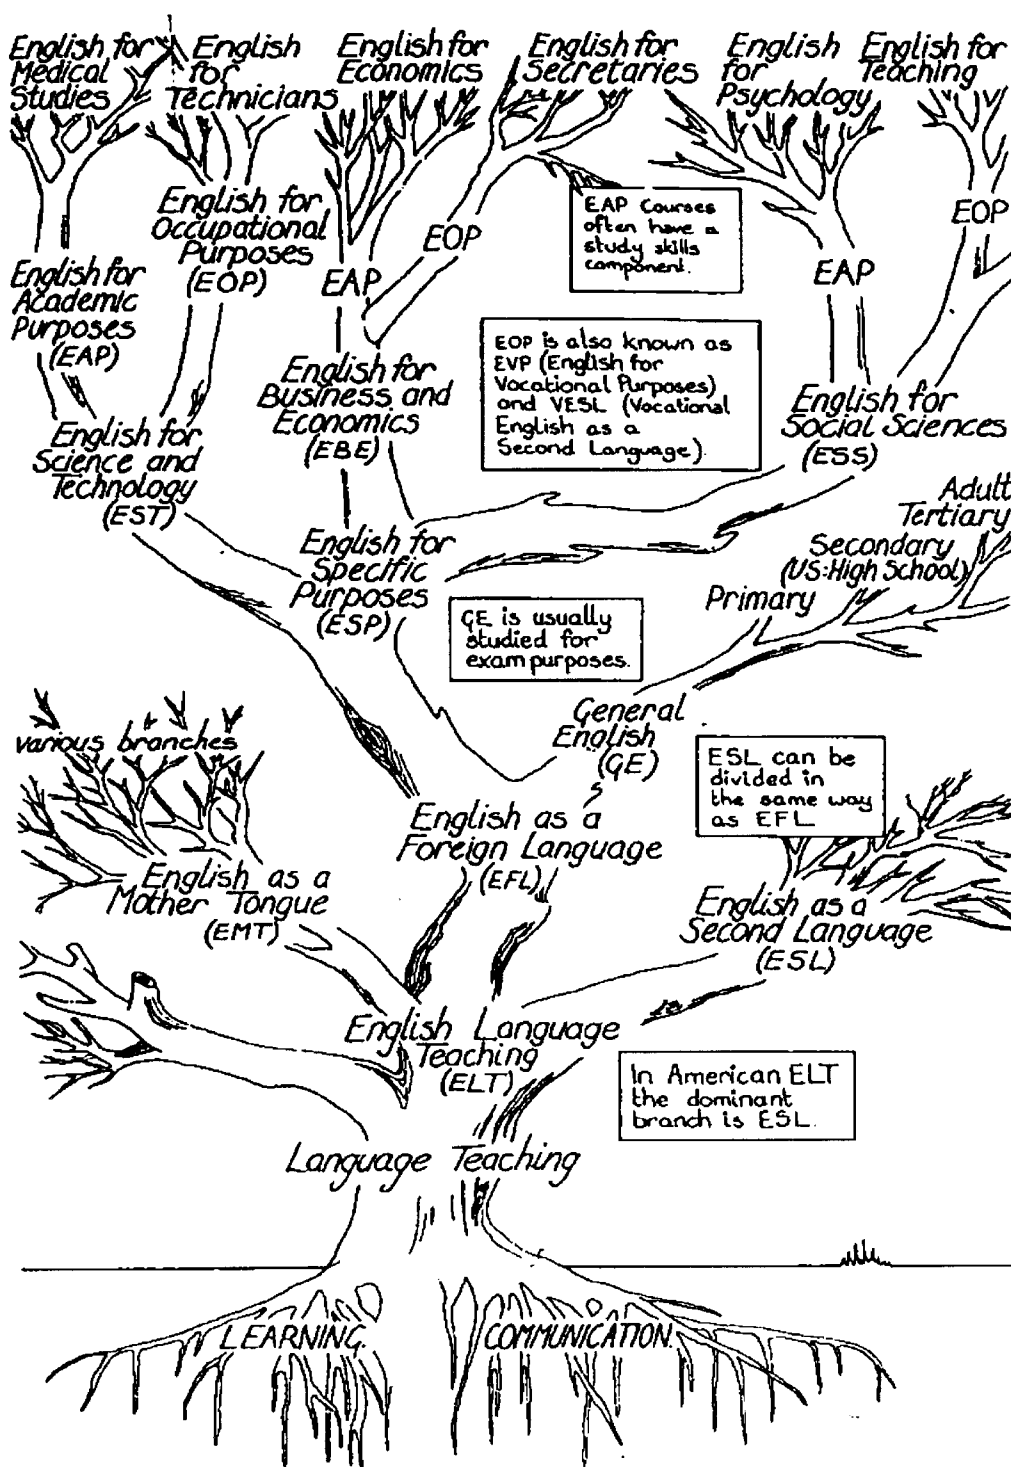 English for
Medical
Studies
English
for
Technicians
English for
Economics
English for
Secretaries
English
for
Psychology
English for
Teaching
English for
Occupational
Purposes
(EOP)
English for
Academic
Purposes
(EAP)
EAP
EOP
EAP Courses
often have a
study skills
component.
EAP
EOP
EOP is also known as
EVP (English for
Vocational Purposes)
and VESL (Vocational
English as a
Second Language).
English for
Science and
Technology
(EST)
English for
Business and
Economics
(EBE)
English for
Social Sciences
(ESS)
English for
Specific
Purposes
(ESP)
Adult
Tertiary
Secondary
(US:High School)
Primary
GE is usually
studied for
exam purposes.
General
English
(GE)
various branches
ESL can be
divided in
the same way
as EFL
English as a
Foreign Language
(EFL)
English as a
Mother Tongue
(EMT)
English as a
Second Language
(ESL)
English Language
Teaching
(ELT)
In American ELT
the dominant
branch is ESL.
Language Teaching
LEARNING.
COMMUNICATION.